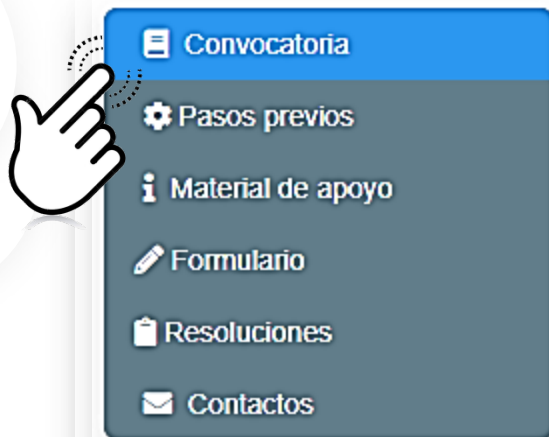 Convocatoria
Pasos previos
Material de apoyo
Formulario
Resoluciones
Contactos